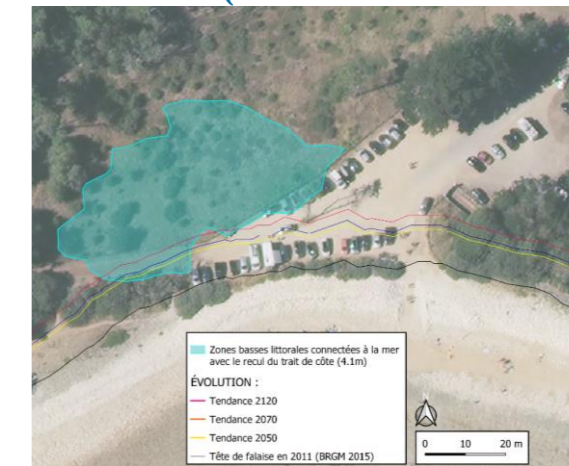 Zones basses littorales connectées à la mer
avec le recul du trait de côte (4.1m)
ÉVOLUTION :
Tendance 2120
Tendance 2070
Tendance 2050
Tête de falaise en 2011 (BRGM 2015)
0 10 20 m